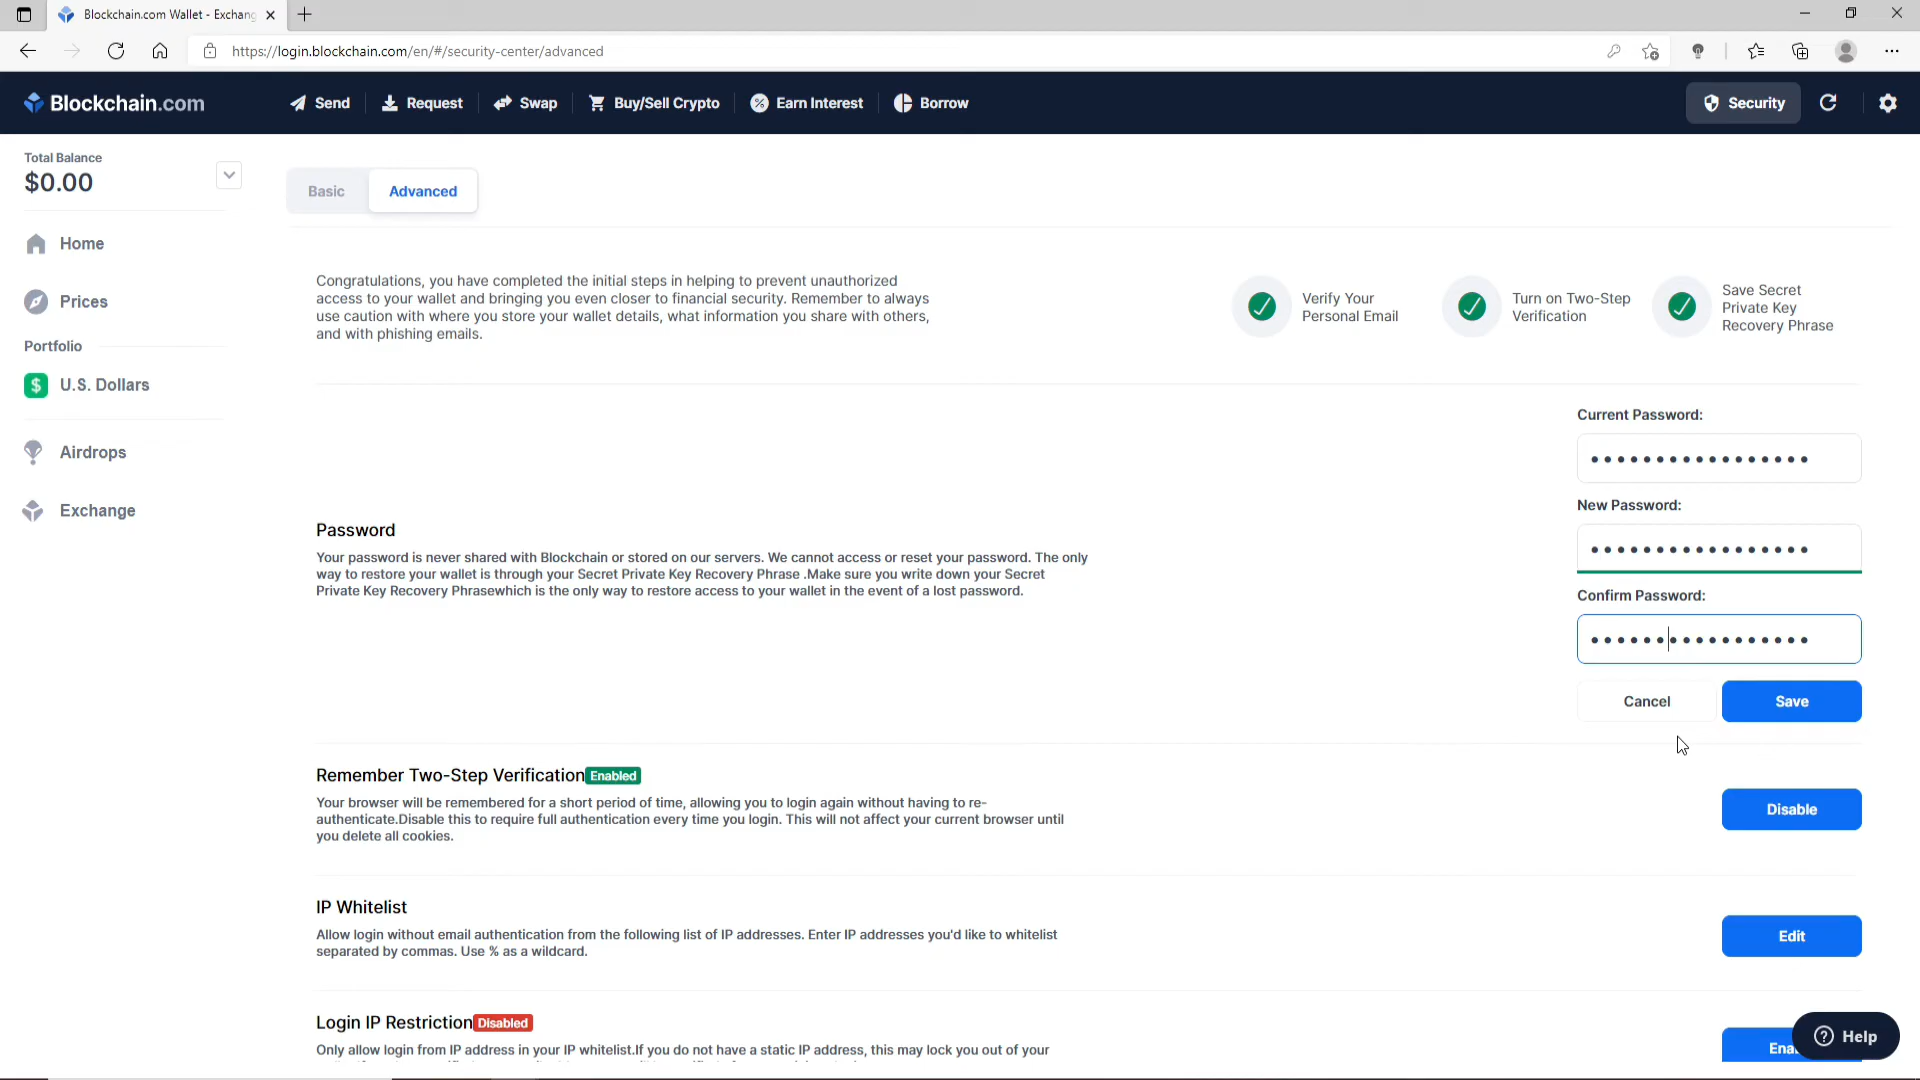 Blockchain.com Wallet - Exchang
https://login.blockchain.com/en/#/security-center/advanced
Blockchain.com
Send
Request
Swap
Buy/Sell Crypto
Earn Interest
Borrow
Security
Total Balance
$0.00
Home
Prices
Portfolio
U.S. Dollars
Airdrops
Exchange
Basic
Advanced
Congratulations, you have completed the initial steps in helping to prevent unauthorized
access to your wallet and bringing you even closer to financial security. Remember to always
use caution with where you store your wallet details, what information you share with others,
and with phishing emails.
Verify Your
Personal Email
Turn on Two-Step
Verification
Save Secret
Private Key
Recovery Phrase
Password
Your password is never shared with Blockchain or stored on our servers. We cannot access or reset your password. The only
way to restore your wallet is through your Secret Private Key Recovery Phrase .Make sure you write down your Secret
Private Key Recovery Phrasewhich is the only way to restore access to your wallet in the event of a lost password.
Current Password:
New Password:
Confirm Password:
Cancel
Save
Remember Two-Step Verification Enabled
Your browser will be remembered for a short period of time, allowing you to login again without having to re-
authenticate.Disable this to require full authentication every time you login. This will not affect your current browser until
you delete all cookies.
Disable
IP Whitelist
Allow login without email authentication from the following list of IP addresses. Enter IP addresses you'd like to whitelist
separated by commas. Use % as a wildcard.
Edit
Login IP Restriction Disabled
Only allow login from IP address in your IP whitelist.If you do not have a static IP address, this may lock you out of your
Ena
Help